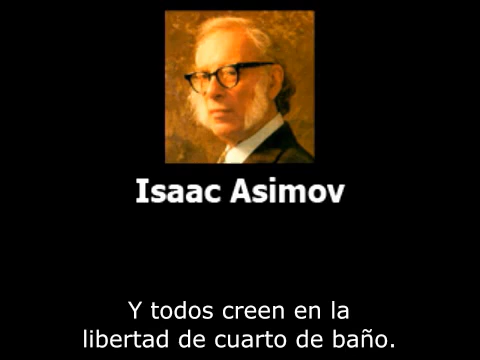 Isaac Asimov
Y todos creen en la
libertad de cuarto de baño.